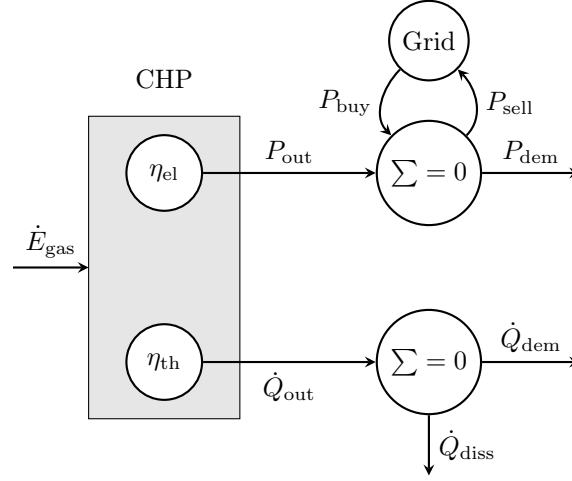 Grid
CHP
P_buy
P_sell
η_el
P_out
∑ = 0
P_dem
Ė_gas
η_th
Q̇_out
∑ = 0
Q̇_dem
Q̇_diss